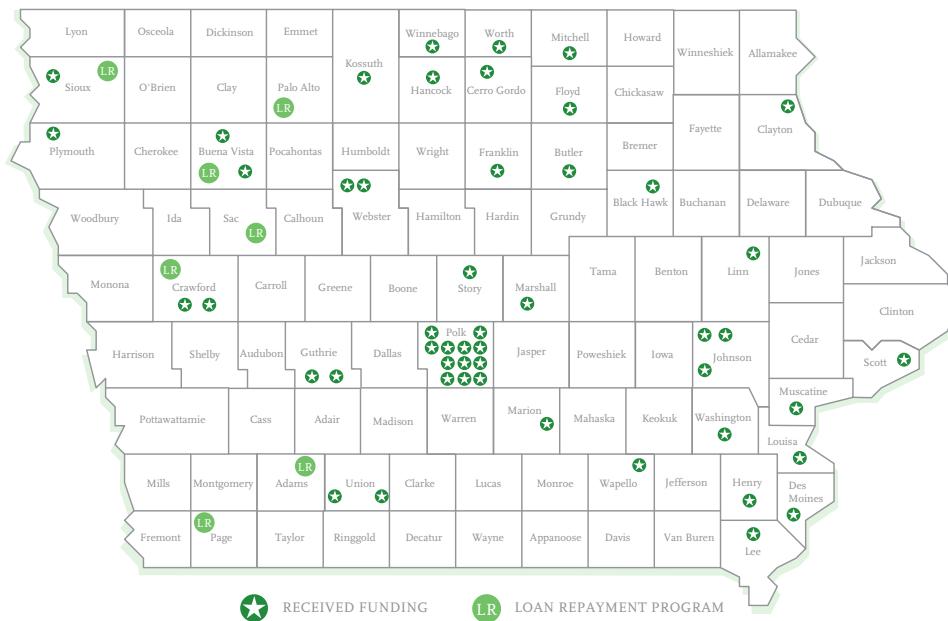 Lyon
Osceola
Dickinson
Emmet
Winnebago
Worth
Mitchell
Howard
Winneshiek
Allamakee
Kossuth
LR
Sioux
O'Brien
Clay
Palo Alto
LR
Hancock
Cerro Gordo
Floyd
Chickasaw
Plymouth
Cherokee
Buena Vista
LR
Pocahontas
Humboldt
Wright
Franklin
Butler
Bremer
Fayette
Clayton
Woodbury
Ida
Sac
LR
Calhoun
Webster
Hamilton
Hardin
Grundy
Black Hawk
Buchanan
Delaware
Dubuque
Monona
LR
Crawford
Carroll
Greene
Boone
Story
Marshall
Tama
Benton
Linn
Jones
Jackson
Clinton
Harrison
Shelby
Audubon
Guthrie
Dallas
Polk
Jasper
Poweshiek
Iowa
Johnson
Cedar
Scott
Pottawattamie
Cass
Adair
Madison
Warren
Marion
Mahaska
Keokuk
Washington
Muscatine
Louisa
Mills
Montgomery
LR
Adams
Union
Clarke
Lucas
Monroe
Wapello
Jefferson
Henry
Des
Moines
Fremont
LR
Page
Taylor
Ringgold
Decatur
Wayne
Appanoose
Davis
Van Buren
Lee
RECEIVED FUNDING
LR LOAN REPAYMENT PROGRAM